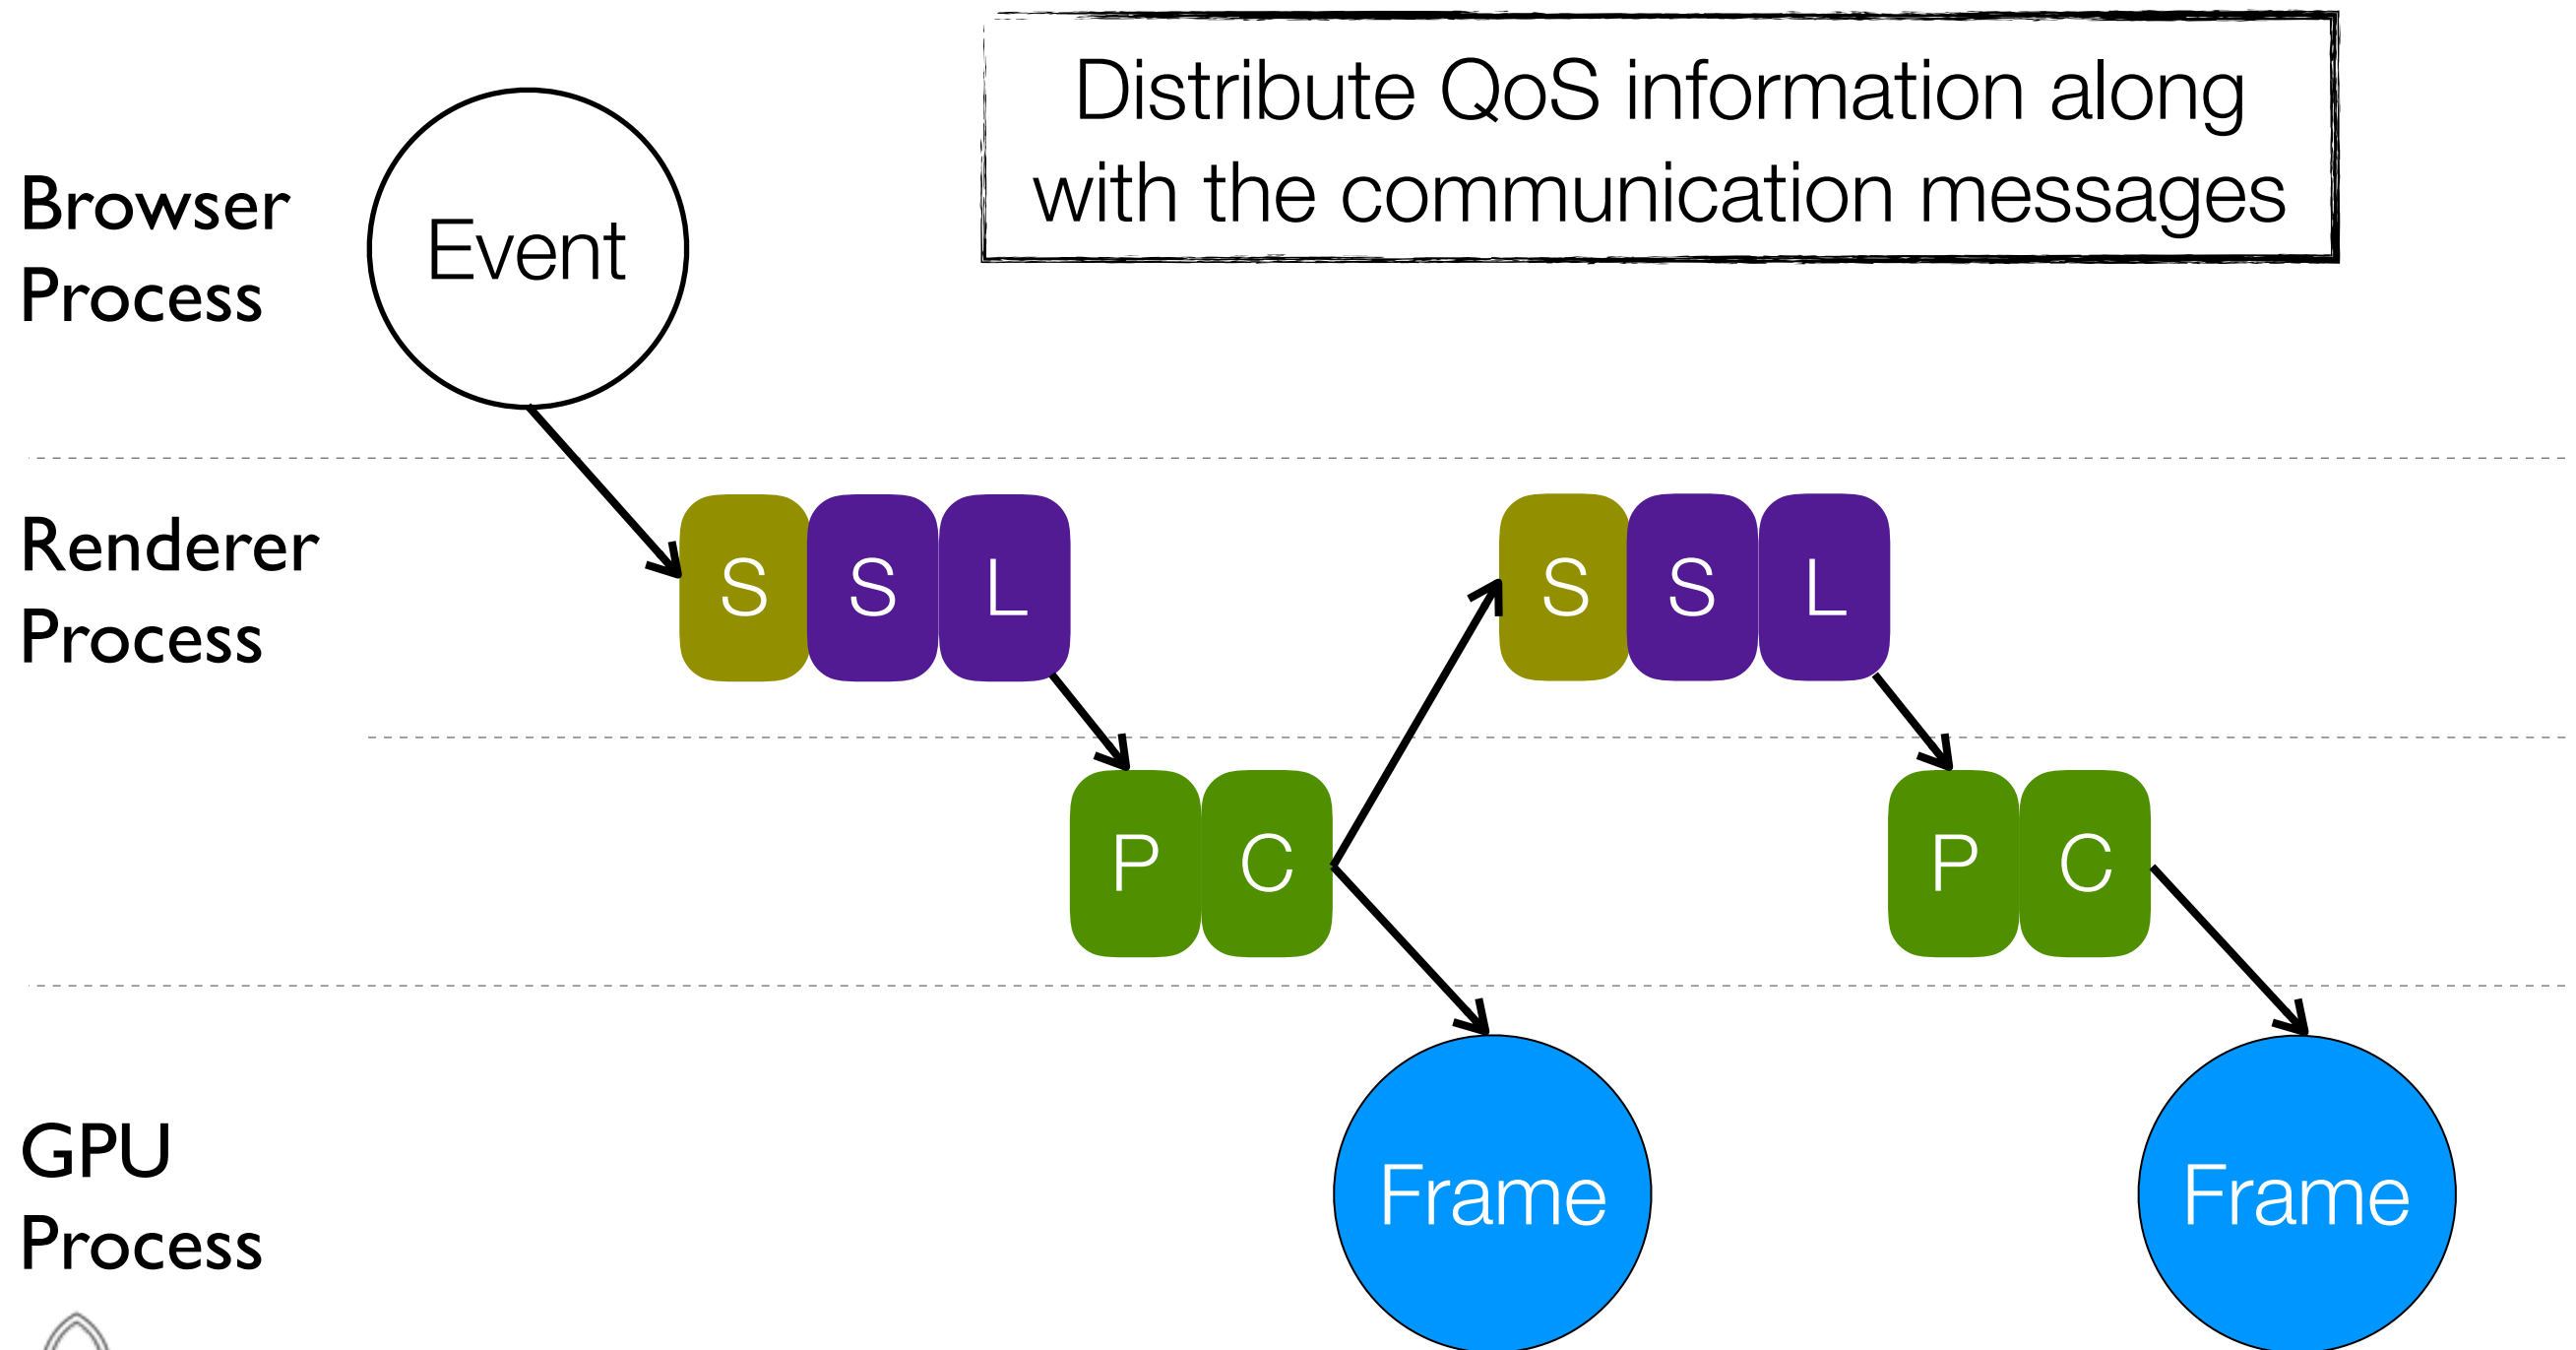 Distribute QoS information along
with the communication messages
Browser
Process
Event
Renderer
Process
S S L
S S L
P C
P C
GPU
Process
Frame
Frame